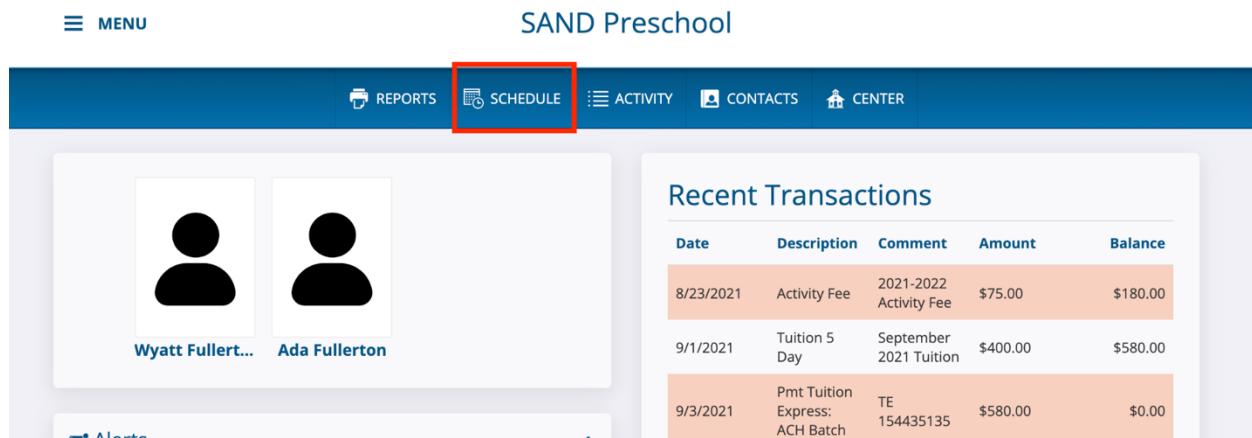 MENU
SAND Preschool
REPORTS SCHEDULE ACTIVITY CONTACTS CENTER
Wyatt Fullert... Ada Fullerton
Alerts
Recent Transactions
Date Description Comment Amount Balance
8/23/2021 Activity Fee 2021-2022 Activity Fee $75.00 $180.00
9/1/2021 Tuition 5 Day September 2021 Tuition $400.00 $580.00
9/3/2021 Pmt Tuition Express: ACH Batch TE 154435135 $580.00 $0.00